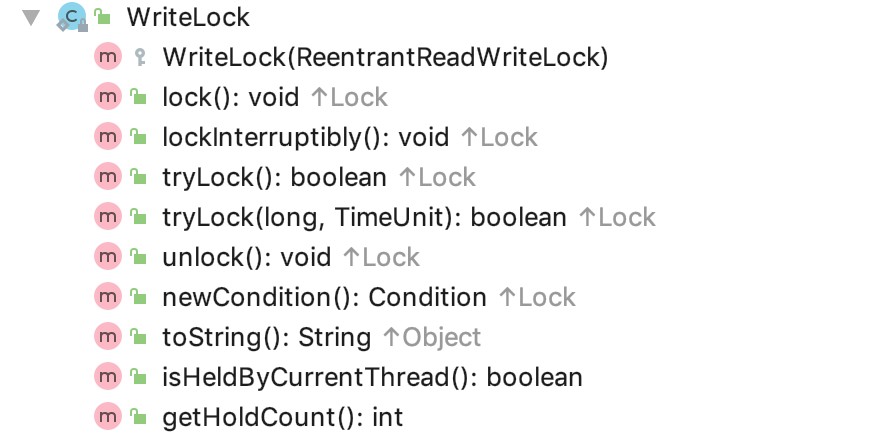 WriteLock
WriteLock(ReentrantReadWriteLock)
lock(): void ↑Lock
lockInterruptibly(): void ↑Lock
tryLock(): boolean ↑Lock
tryLock(long, TimeUnit): boolean ↑Lock
unlock(): void ↑Lock
newCondition(): Condition ↑Lock
toString(): String ↑Object
isHeldByCurrentThread(): boolean
getHoldCount(): int